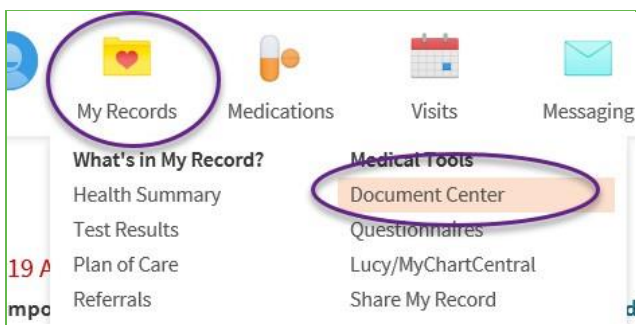 My Records Medications Visits Messaging
What's in My Record? Medical Tools
Health Summary Document Center
Test Results Questionnaires
19 A Plan of Care Lucy/MyChartCentral
mpo Referrals Share My Record d